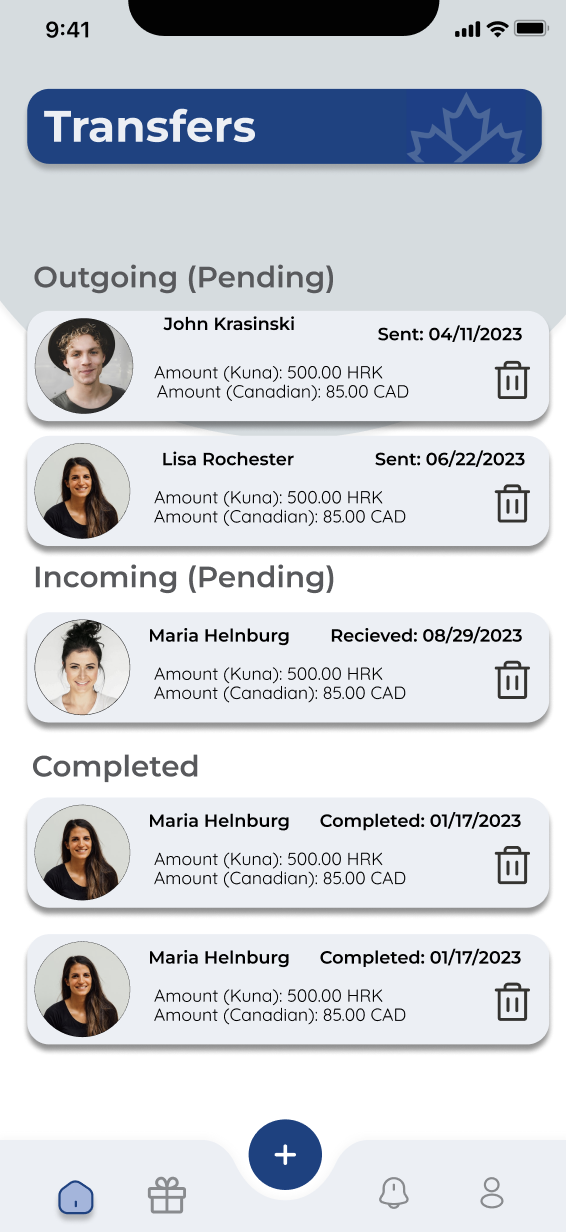 9:41
Transfers
Outgoing (Pending)
John Krasinski
Sent: 04/11/2023
Amount (Kuna): 500.00 HRK
Amount (Canadian): 85.00 CAD
Lisa Rochester
Sent: 06/22/2023
Amount (Kuna): 500.00 HRK
Amount (Canadian): 85.00 CAD
Incoming (Pending)
Maria Helnburg
Recieved: 08/29/2023
Amount (Kuna): 500.00 HRK
Amount (Canadian): 85.00 CAD
Completed
Maria Helnburg
Completed: 01/17/2023
Amount (Kuna): 500.00 HRK
Amount (Canadian): 85.00 CAD
Maria Helnburg
Completed: 01/17/2023
Amount (Kuna): 500.00 HRK
Amount (Canadian): 85.00 CAD